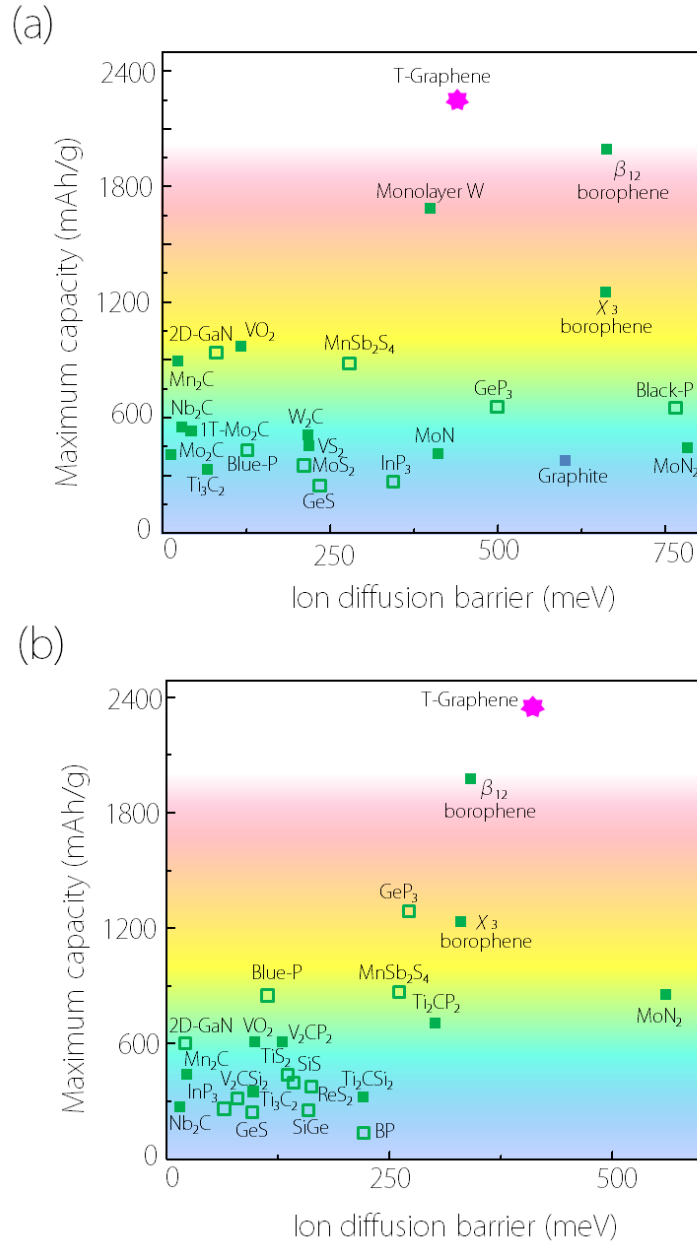 (a)
Maximum capacity (mAh/g)
2400
1800
1200
600
0
T-Graphene
β₁₂
borophene
Monolayer W
χ₃
borophene
2D-GaN
VO₂
MnSb₂S₄
Mn₂C
GeP₃
Black-P
Nb₂C
1T-Mo₂C
W₂C
VS₂
MoN
Mo₂C
Blue-P
MoS₂
InP₃
Graphite
MoN₂
Ti₃C₂
GeS
0 250 500 750
Ion diffusion barrier (meV)
(b)
Maximum capacity (mAh/g)
2400
1800
1200
600
0
T-Graphene
β₁₂
borophene
GeP₃
χ₃
borophene
Blue-P
MnSb₂S₄
Ti₂CP₂
MoN₂
2D-GaN
VO₂
V₂CP₂
Mn₂C
TiS₂
SiS
InP₃
V₂CSi₂
Ti₃C₂
ReS₂
Ti₂CSi₂
Nb₂C
GeS
SiGe
BP
0 250 500
Ion diffusion barrier (meV)